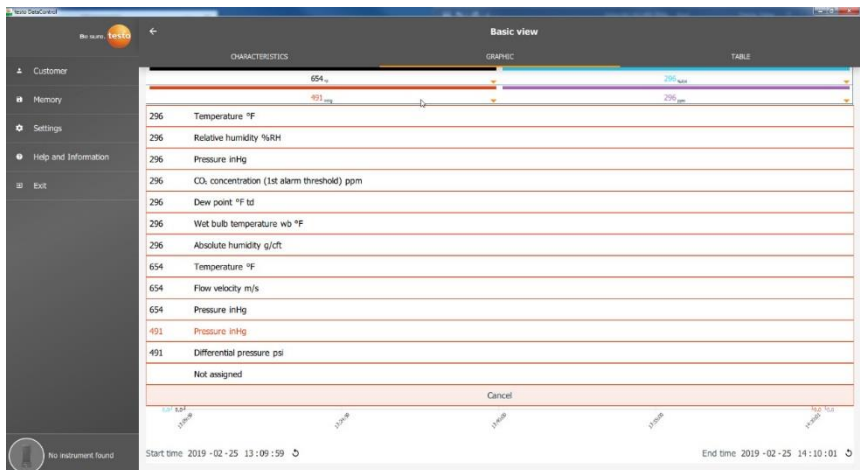 testo DataControl
Be sure. testo
Basic view
CHARACTERISTICS GRAPHIC TABLE
Customer
Memory
Settings
Help and Information
Exit
654 °F 296 %RH
491 inHg 296 ppm
296 Temperature °F
296 Relative humidity %RH
296 Pressure inHg
296 CO₂ concentration (1st alarm threshold) ppm
296 Dew point °F td
296 Wet bulb temperature wb °F
296 Absolute humidity g/cft
654 Temperature °F
654 Flow velocity m/s
654 Pressure inHg
491 Pressure inHg
491 Differential pressure psi
Not assigned
Cancel
No instrument found
Start time 2019 -02 -25 13 : 09 : 59
End time 2019 -02 -25 14 : 10 : 01